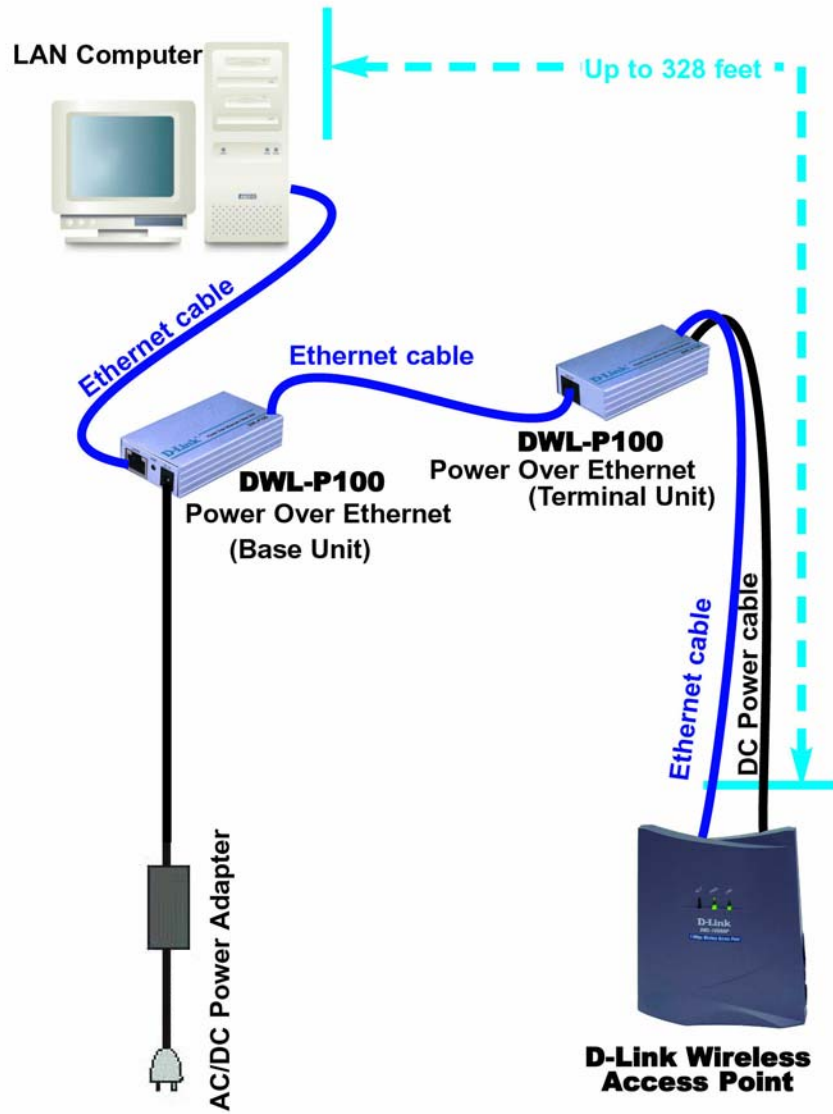 LAN Computer
Up to 328 feet
Ethernet cable
Ethernet cable
D-Link
D-Link
DWL-P100
Power Over Ethernet
(Terminal Unit)
DWL-P100
Power Over Ethernet
(Base Unit)
Ethernet cable
DC Power cable
AC/DC Power Adapter
D-Link
D-Link Wireless
Access Point